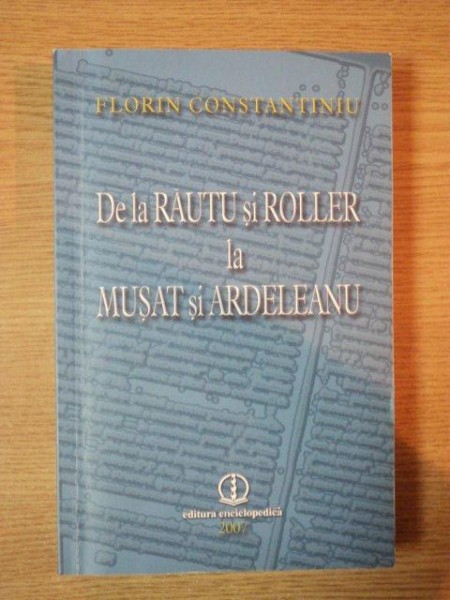 FLORIN CONSTANTINIU
De la RĂUTU și ROLLER
la
MUȘAT și ARDELEANU
editura enciclopedică
2007